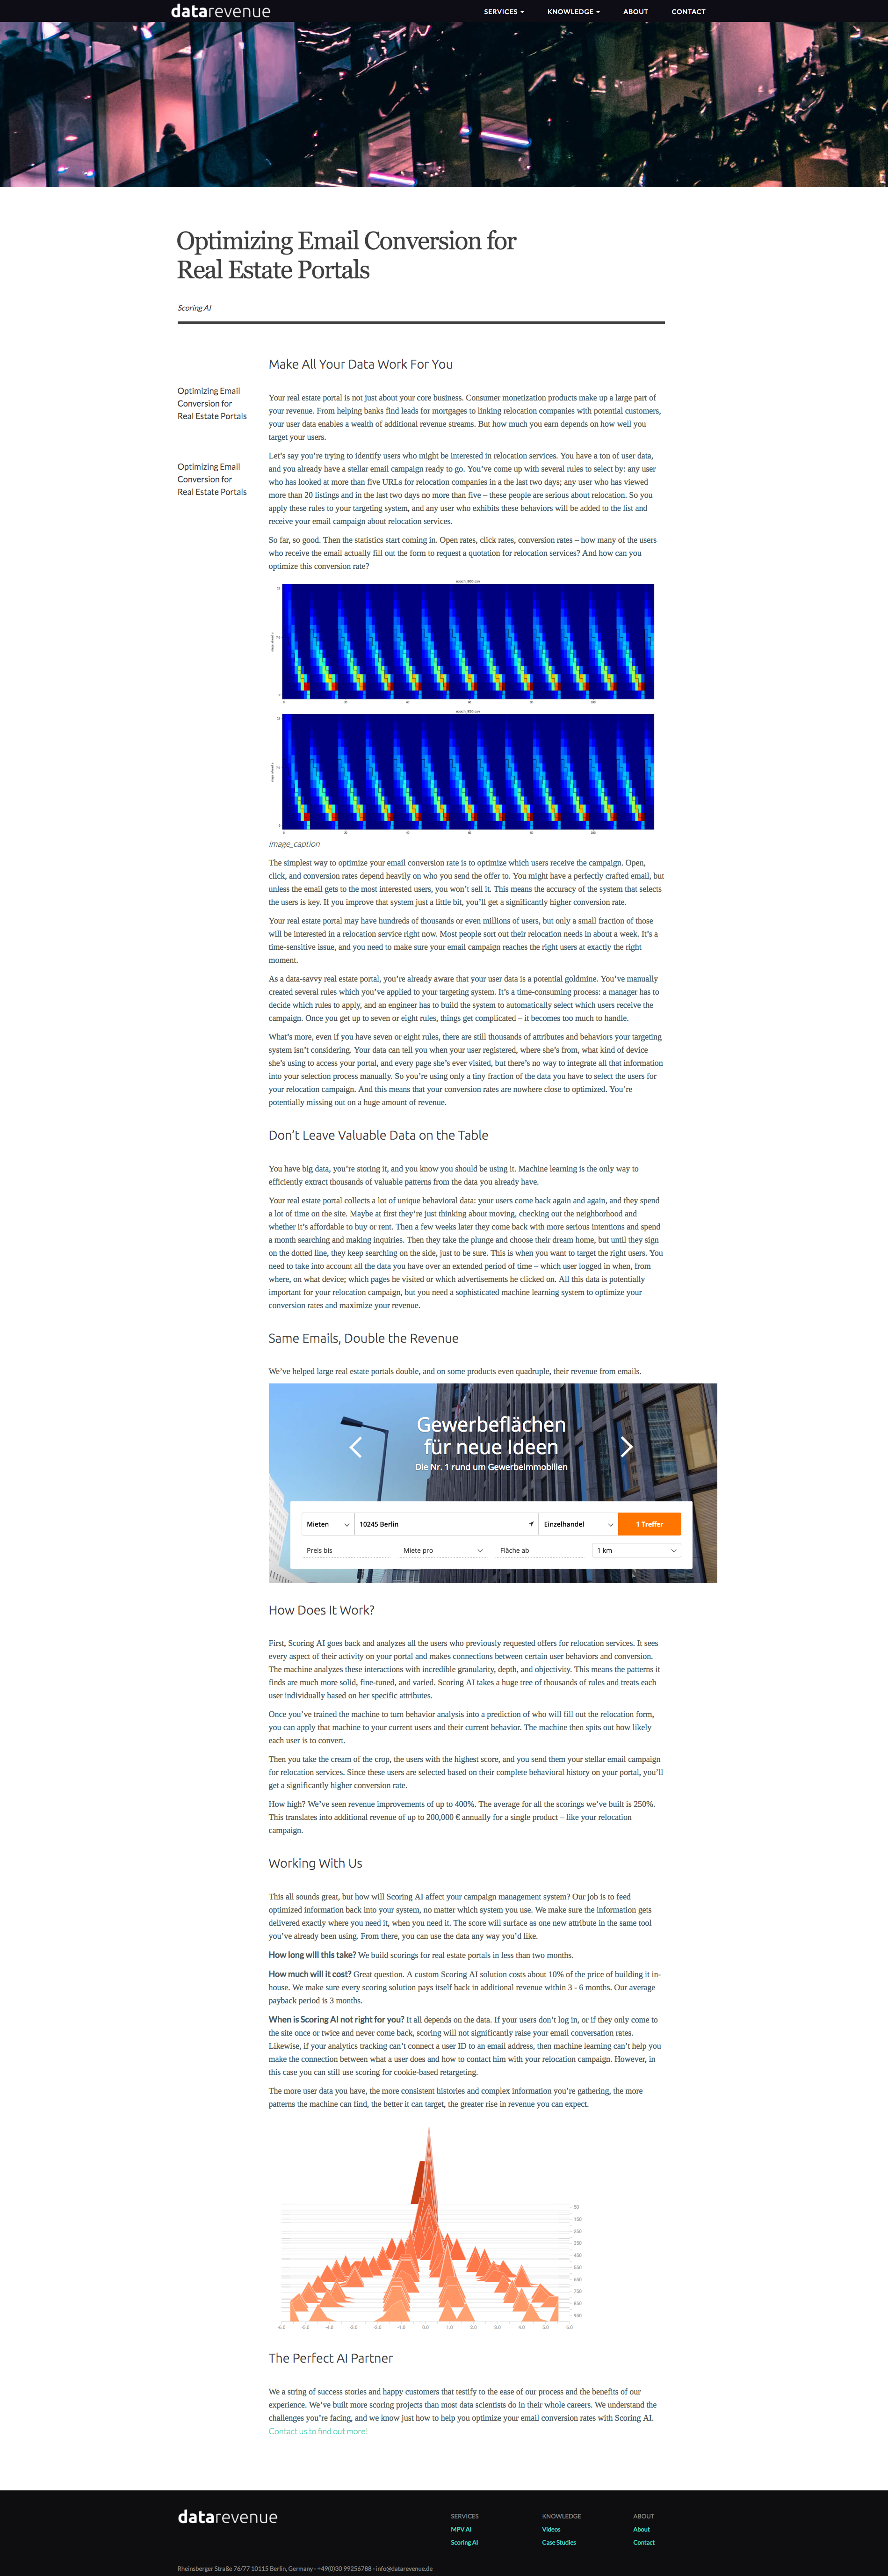 datarevenue
SERVICES KNOWLEDGE ABOUT CONTACT
Optimizing Email Conversion for
Real Estate Portals
Scoring AI
Optimizing Email
Conversion for
Real Estate Portals
Optimizing Email
Conversion for
Real Estate Portals
Make All Your Data Work For You
Your real estate portal is not just about your core business. Consumer monetization products make up a large part of
your revenue. From helping banks find leads for mortgages to linking relocation companies with potential customers,
your user data enables a wealth of additional revenue streams. But how much you earn depends on how well you
target your users.
Let’s say you’re trying to identify users who might be interested in relocation services. You have a ton of user data,
and you already have a stellar email campaign ready to go. You’ve come up with several rules to select by: any user
who has looked at more than five URLs for relocation companies in the last two days; any user who has viewed
more than 20 listings and in the last two days no more than five – these people are serious about relocation. So you
apply these rules to your targeting system, and any user who exhibits these behaviors will be added to the list and
receive your email campaign about relocation services.
So far, so good. Then the statistics start coming in. Open rates, click rates, conversion rates – how many of the users
who receive the email actually fill out the form to request a quotation for relocation services? And how can you
optimize this conversion rate?
image_caption
The simplest way to optimize your email conversion rate is to optimize which users receive the campaign. Open,
click, and conversion rates depend heavily on who you send the offer to. You might have a perfectly crafted email, but
unless the email gets to the most interested users, you won’t sell it. This means the accuracy of the system that selects
the users is key. If you improve that system just a little bit, you’ll get a significantly higher conversion rate.
Your real estate portal may have hundreds of thousands or even millions of users, but only a small fraction of those
will be interested in a relocation service right now. Most people sort out their relocation needs in about a week. It’s a
time-sensitive issue, and you need to make sure your email campaign reaches the right users at exactly the right
moment.
As a data-savvy real estate portal, you’re already aware that your user data is a potential goldmine. You’ve manually
created several rules which you’ve applied to your targeting system. It’s a time-consuming process: a manager has to
decide which rules to apply, and an engineer has to build the system to automatically select which users receive the
campaign. Once you get up to seven or eight rules, things get complicated – it becomes too much to handle.
What’s more, even if you have seven or eight rules, there are still thousands of attributes and behaviors your targeting
system isn’t considering. Your data can tell you when your user registered, where she’s from, what kind of device
she’s using to access your portal, and every page she’s ever visited, but there’s no way to integrate all that information
into your selection process manually. So you’re using only a tiny fraction of the data you have to select the users for
your relocation campaign. And this means that your conversion rates are nowhere close to optimized. You’re
potentially missing out on a huge amount of revenue.
Don’t Leave Valuable Data on the Table
You have big data, you’re storing it, and you know you should be using it. Machine learning is the only way to
efficiently extract thousands of valuable patterns from the data you already have.
Your real estate portal collects a lot of unique behavioral data: your users come back again and again, and they spend
a lot of time on the site. Maybe at first they’re just thinking about moving, checking out the neighborhood and
whether it’s affordable to buy or rent. Then a few weeks later they come back with more serious intentions and spend
a month searching and making inquiries. Then they take the plunge and choose their dream home, but until they sign
on the dotted line, they keep searching on the side, just to be sure. This is when you want to target the right users. You
need to take into account all the data you have over an extended period of time – which user logged in when, from
where, on what device; which pages he visited or which advertisements he clicked on. All this data is potentially
important for your relocation campaign, but you need a sophisticated machine learning system to optimize your
conversion rates and maximize your revenue.
Same Emails, Double the Revenue
We’ve helped large real estate portals double, and on some products even quadruple, their revenue from emails.
Gewerbeflächen
für neue Ideen
Die Nr. 1 rund um Gewerbeimmobilien
Mieten 10245 Berlin Einzelhandel 1 Treffer
Preis bis Miete pro Fläche ab 1 km
How Does It Work?
First, Scoring AI goes back and analyzes all the users who previously requested offers for relocation services. It sees
every aspect of their activity on your portal and makes connections between certain user behaviors and conversion.
The machine analyzes these interactions with incredible granularity, depth, and objectivity. This means the patterns it
finds are much more solid, fine-tuned, and varied. Scoring AI takes a huge tree of thousands of rules and treats each
user individually based on her specific attributes.
Once you’ve trained the machine to turn behavior analysis into a prediction of who will fill out the relocation form,
you can apply that machine to your current users and their current behavior. The machine then spits out how likely
each user is to convert.
Then you take the cream of the crop, the users with the highest score, and you send them your stellar email campaign
for relocation services. Since these users are selected based on their complete behavioral history on your portal, you’ll
get a significantly higher conversion rate.
How high? We’ve seen revenue improvements of up to 400%. The average for all the scorings we’ve built is 250%.
This translates into additional revenue of up to 200,000 € annually for a single product – like your relocation
campaign.
Working With Us
This all sounds great, but how will Scoring AI affect your campaign management system? Our job is to feed
optimized information back into your system, no matter which system you use. We make sure the information gets
delivered exactly where you need it, when you need it. The score will surface as one new attribute in the same tool
you’ve already been using. From there, you can use the data any way you’d like.
How long will this take? We build scorings for real estate portals in less than two months.
How much will it cost? Great question. A custom Scoring AI solution costs about 10% of the price of building it in-
house. We make sure every scoring solution pays itself back in additional revenue within 3 - 6 months. Our average
payback period is 3 months.
When is Scoring AI not right for you? It all depends on the data. If your users don’t log in, or if they only come to
the site once or twice and never come back, scoring will not significantly raise your email conversation rates.
Likewise, if your analytics tracking can’t connect a user ID to an email address, then machine learning can’t help you
make the connection between what a user does and how to contact him with your relocation campaign. However, in
this case you can still use scoring for cookie-based retargeting.
The more user data you have, the more consistent histories and complex information you’re gathering, the more
patterns the machine can find, the better it can target, the greater rise in revenue you can expect.
50
150
250
350
450
550
650
750
850
950
-6.0 -5.0 -4.0 -3.0 -2.0 -1.0 0.0 1.0 2.0 3.0 4.0 5.0 6.0
The Perfect AI Partner
We a string of success stories and happy customers that testify to the ease of our process and the benefits of our
experience. We’ve built more scoring projects than most data scientists do in their whole careers. We understand the
challenges you’re facing, and we know just how to help you optimize your email conversion rates with Scoring AI.
Contact us to find out more!
datarevenue
SERVICES KNOWLEDGE ABOUT
MPV AI Videos About
Scoring AI Case Studies Contact
Rheinsberger Straße 76/77 10115 Berlin, Germany - +49(0)30 99256788 - info@datarevenue.de